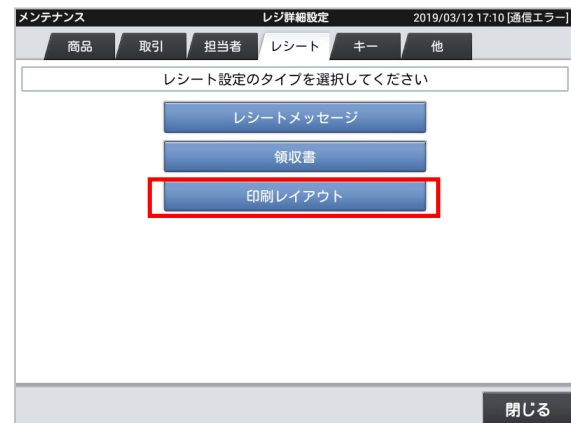 メンテナンス レジ詳細設定 2019/03/12 17:10 [通信エラー]
商品 取引 担当者 レシート キー 他
レシート設定のタイプを選択してください
レシートメッセージ
領収書
印刷レイアウト
閉じる